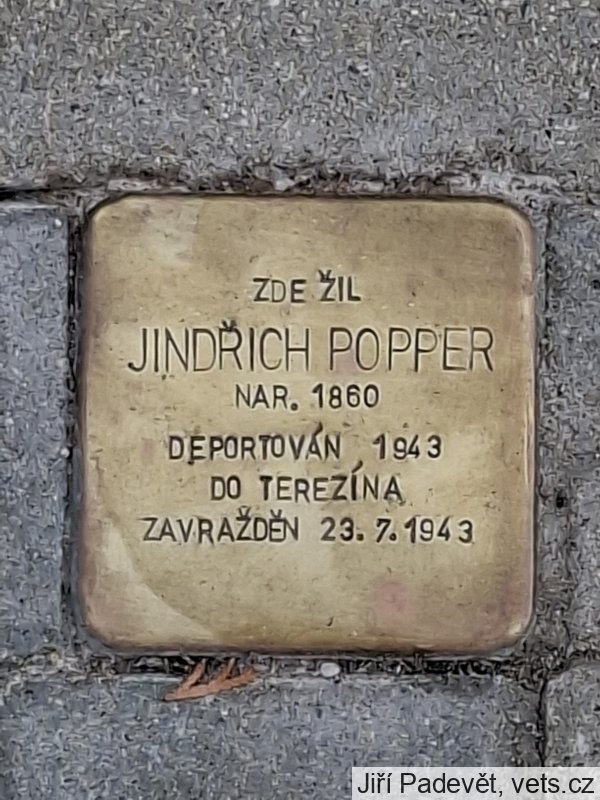 ZDE ŽIL
JINDŘICH POPPER
NAR. 1860
DEPORTOVÁN 1943
DO TEREZÍNA
ZAVRAŽDĚN 23.7.1943
Jiří Padevět, vets.cz